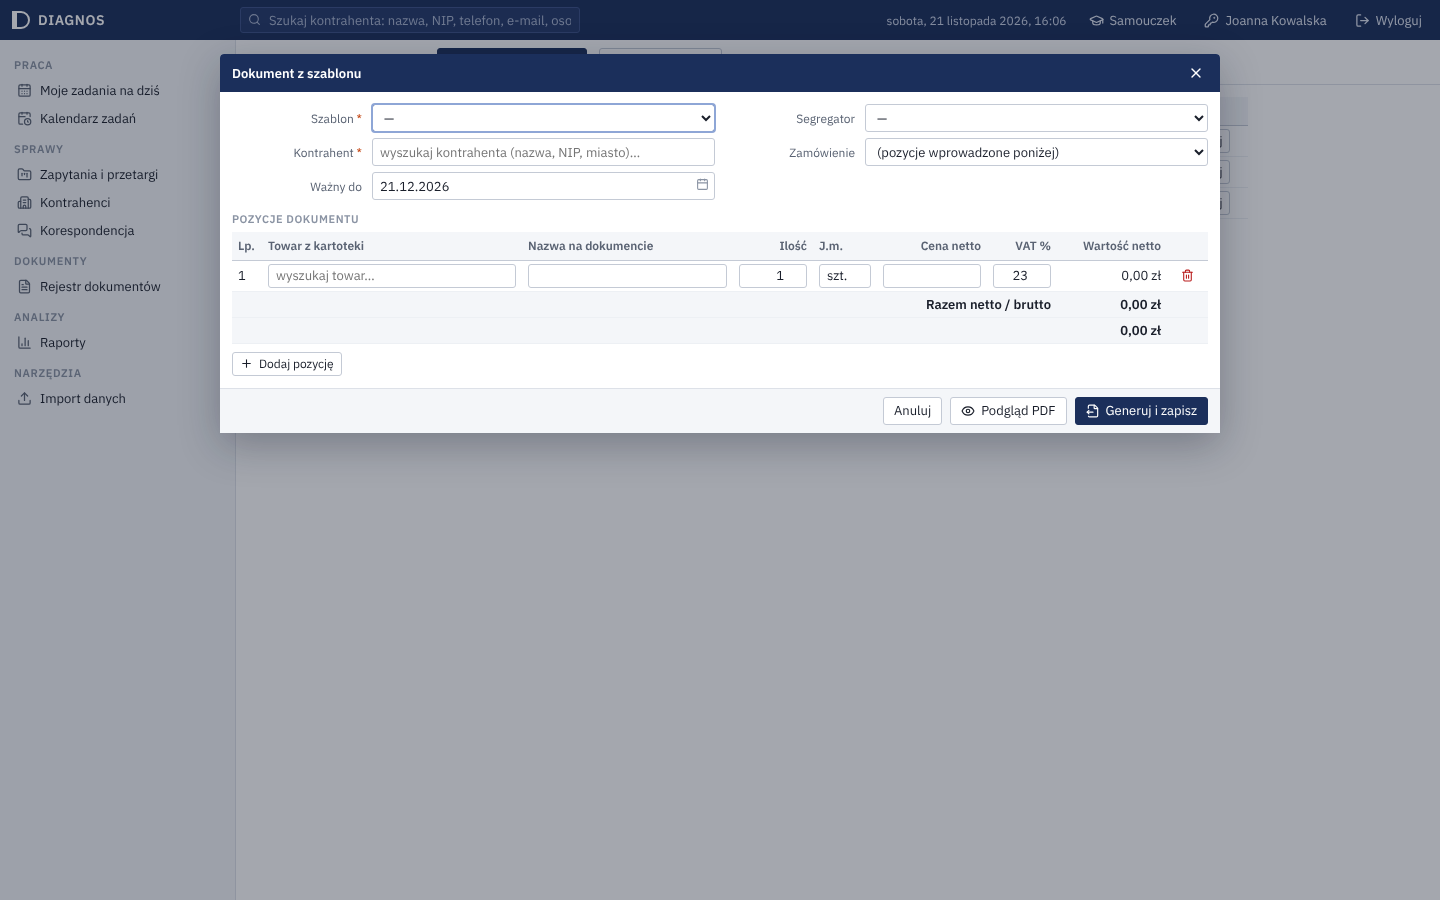 DIAGNOS
Szukaj kontrahenta: nazwa, NIP, telefon, e-mail, oso
sobota, 21 listopada 2026, 16:06
Samouczek
Joanna Kowalska
Wyloguj
PRACA
Moje zadania na dziś
Kalendarz zadań
SPRAWY
Zapytania i przetargi
Kontrahenci
Korespondencja
DOKUMENTY
Rejestr dokumentów
ANALIZY
Raporty
NARZĘDZIA
Import danych
Dokument z szablonu
Szablon *
—
Segregator
—
Kontrahent *
wyszukaj kontrahenta (nazwa, NIP, miasto)...
Zamówienie
(pozycje wprowadzone poniżej)
Ważny do
21.12.2026
POZYCJE DOKUMENTU
Lp. Towar z kartoteki Nazwa na dokumencie Ilość J.m. Cena netto VAT % Wartość netto
1 wyszukaj towar... 1 szt. 23 0,00 zł
Razem netto / brutto 0,00 zł
0,00 zł
+ Dodaj pozycję
Anuluj
Podgląd PDF
Generuj i zapisz